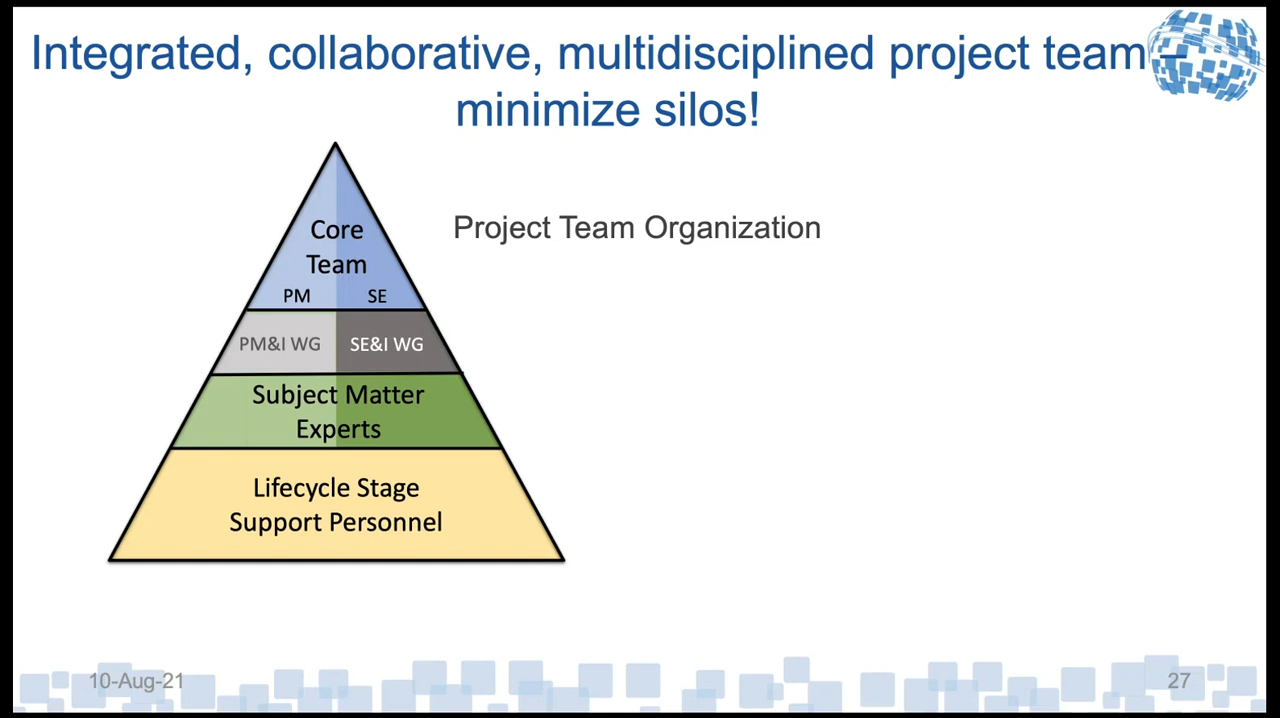 Integrated, collaborative, multidisciplined project team
minimize silos!
Core
Team
PM SE
Project Team Organization
PM&I WG SE&I WG
Subject Matter
Experts
Lifecycle Stage
Support Personnel
10-Aug-21
27